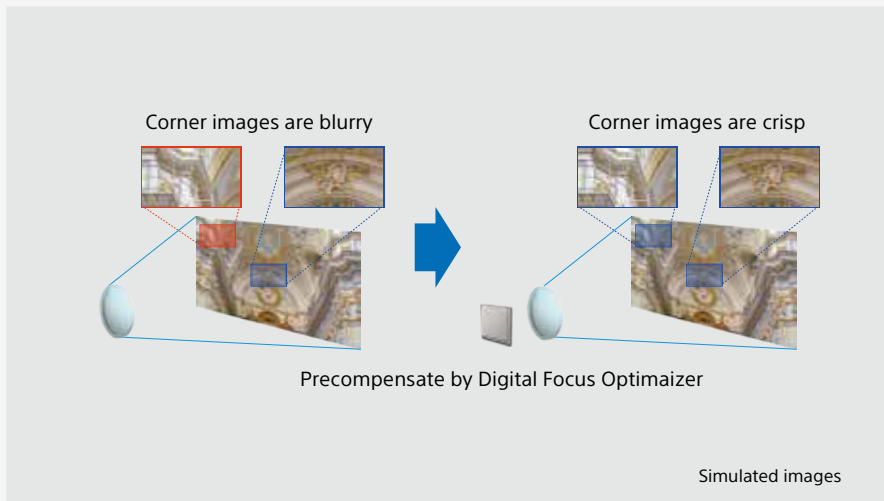 Corner images are blurry
Corner images are crisp
Precompensate by Digital Focus Optimaizer
Simulated images